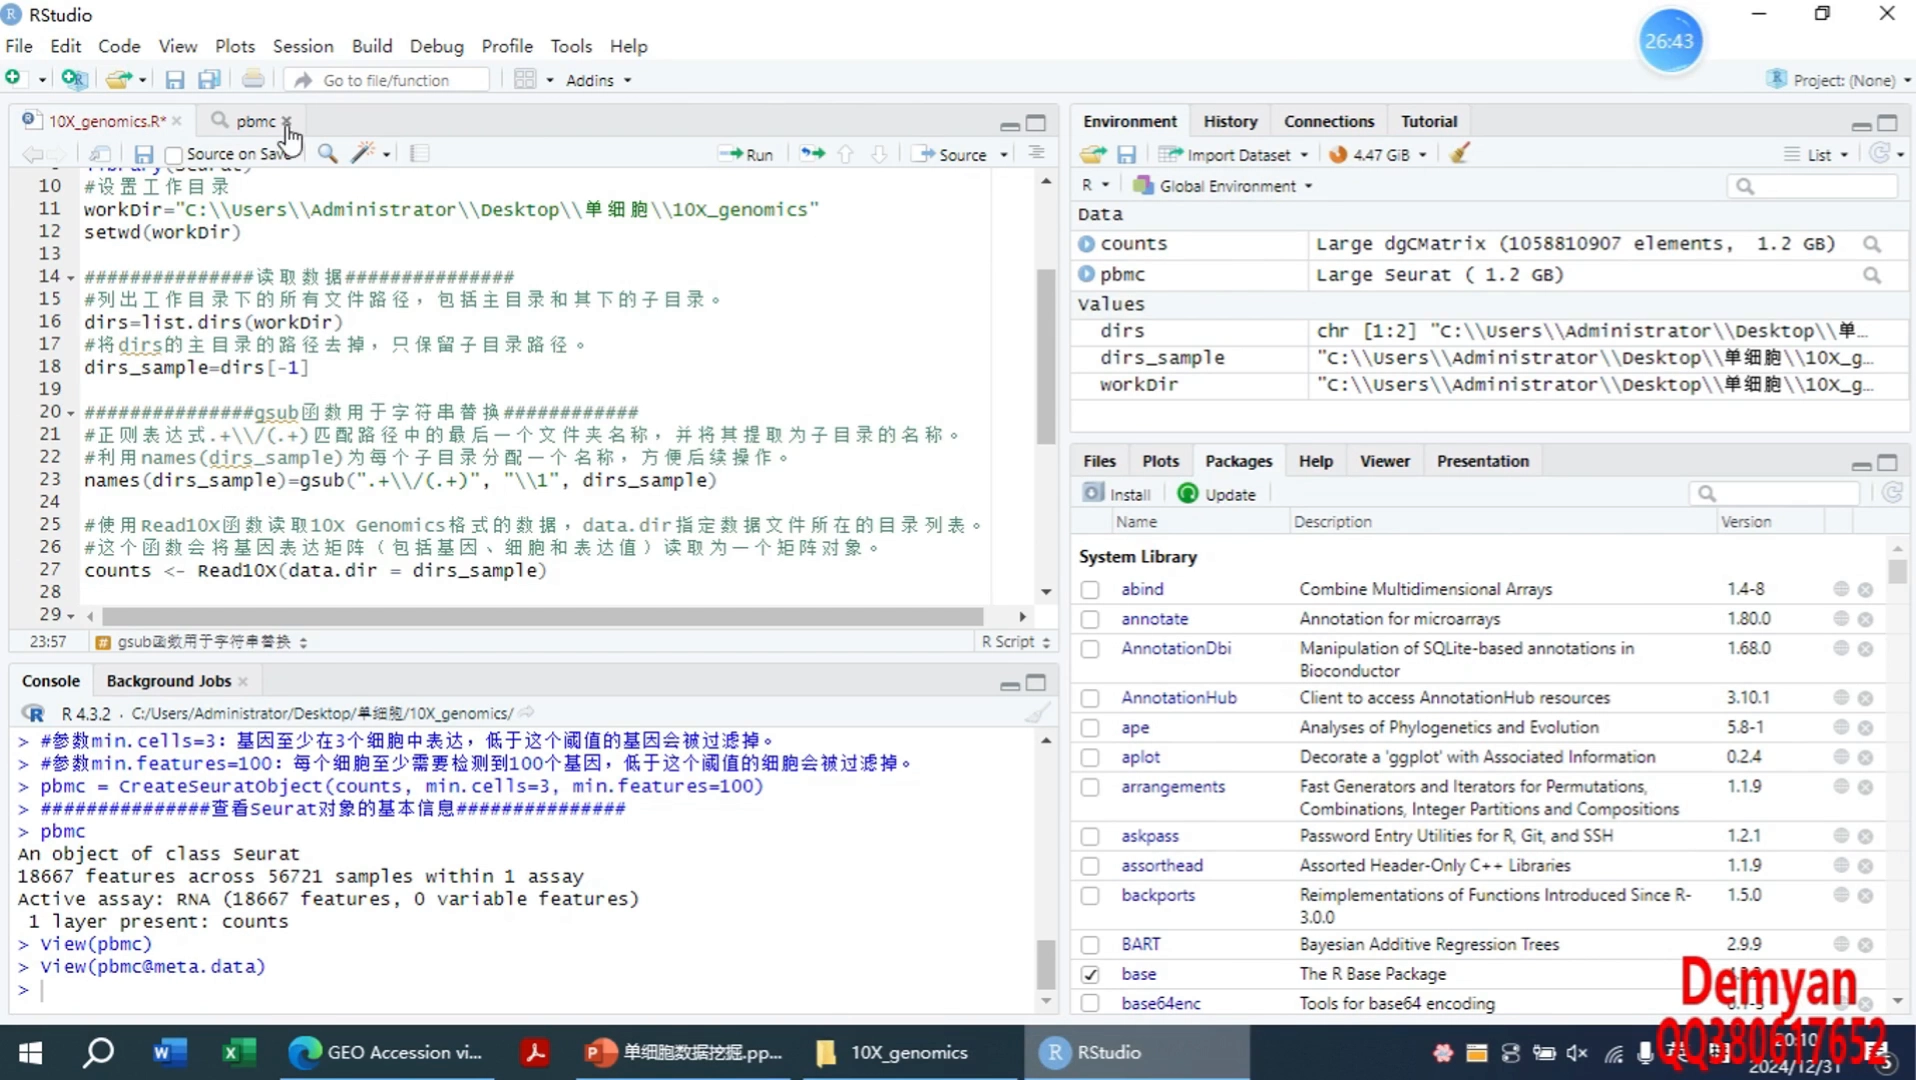 RStudio
26:43
File Edit Code View Plots Session Build Debug Profile Tools Help
Go to file/function
Addins
Project: (None)
10X_genomics.R*
pbmc
Source on Save
Run
Source
10 #设置工作目录
11 workDir="C:\\Users\\Administrator\\Desktop\\单细胞\\10X_genomics"
12 setwd(workDir)
13
14 ###############读取数据###############
15 #列出工作目录下的所有文件路径，包括主目录和其下的子目录。
16 dirs=list.dirs(workDir)
17 #将dirs的主目录的路径去掉，只保留子目录路径。
18 dirs_sample=dirs[-1]
19
20 ###############gsub函数用于字符串替换############
21 #正则表达式.+\\/(.+)匹配路径中的最后一个文件夹名称，并将其提取为子目录的名称。
22 #利用names(dirs_sample)为每个子目录分配一个名称，方便后续操作。
23 names(dirs_sample)=gsub(".+\\/(.+)", "\\1", dirs_sample)
24
25 #使用Read10X函数读取10X Genomics格式的数据，data.dir指定数据文件所在的目录列表。
26 #这个函数会将基因表达矩阵（包括基因、细胞和表达值）读取为一个矩阵对象。
27 counts <- Read10X(data.dir = dirs_sample)
28
29
23:57 gsub函数用于字符串替换 R Script
Console Background Jobs
R 4.3.2 · C:/Users/Administrator/Desktop/单细胞/10X_genomics/
> #参数min.cells=3：基因至少在3个细胞中表达，低于这个阈值的基因会被过滤掉。
> #参数min.features=100：每个细胞至少需要检测到100个基因，低于这个阈值的细胞会被过滤掉。
> pbmc = CreateSeuratObject(counts, min.cells=3, min.features=100)
> ###############查看Seurat对象的基本信息###############
> pbmc
An object of class Seurat
18667 features across 56721 samples within 1 assay
Active assay: RNA (18667 features, 0 variable features)
1 layer present: counts
> View(pbmc)
> View(pbmc@meta.data)
>
Environment History Connections Tutorial
Import Dataset 4.47 GiB List
R Global Environment
Data
counts Large dgCMatrix (1058810907 elements, 1.2 GB)
pbmc Large Seurat ( 1.2 GB)
Values
dirs chr [1:2] "C:\\Users\\Administrator\\Desktop\\单…
dirs_sample "C:\\Users\\Administrator\\Desktop\\单细胞\\10X_g…
workDir "C:\\Users\\Administrator\\Desktop\\单细胞\\10X_g…
Files Plots Packages Help Viewer Presentation
Install Update
Name Description Version
System Library
abind Combine Multidimensional Arrays 1.4-8
annotate Annotation for microarrays 1.80.0
AnnotationDbi Manipulation of SQLite-based annotations in Bioconductor 1.68.0
AnnotationHub Client to access AnnotationHub resources 3.10.1
ape Analyses of Phylogenetics and Evolution 5.8-1
aplot Decorate a 'ggplot' with Associated Information 0.2.4
arrangements Fast Generators and Iterators for Permutations, Combinations, Integer Partitions and Compositions 1.1.9
askpass Password Entry Utilities for R, Git, and SSH 1.2.1
assorthead Assorted Header-Only C++ Libraries 1.1.9
backports Reimplementations of Functions Introduced Since R-3.0.0 1.5.0
BART Bayesian Additive Regression Trees 2.9.9
base The R Base Package
base64enc Tools for base64 encoding
Demyan
QQ380617652
GEO Accession vi...
单细胞数据挖掘.pp...
10X_genomics
RStudio
20:10
2024/12/31